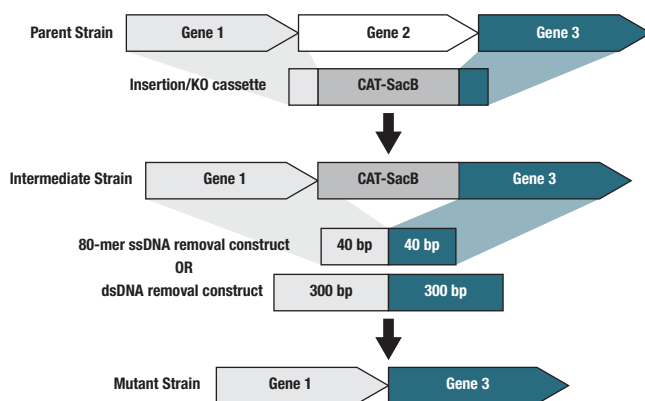 Parent Strain
Gene 1
Gene 2
Gene 3
Insertion/KO cassette
CAT-SacB
Intermediate Strain
Gene 1
CAT-SacB
Gene 3
80-mer ssDNA removal construct
40 bp
40 bp
OR
dsDNA removal construct
300 bp
300 bp
Mutant Strain
Gene 1
Gene 3